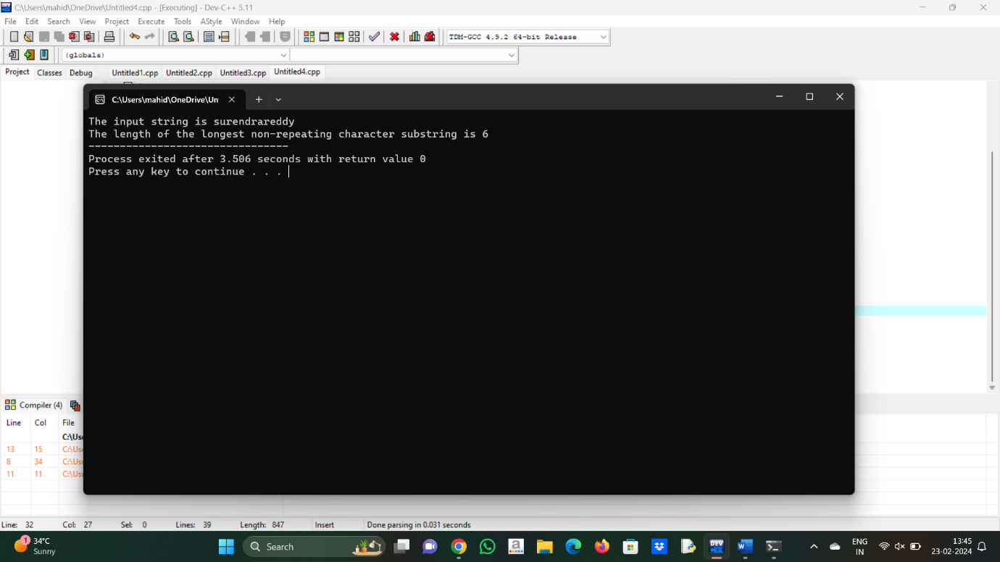 C:\Users\mahid\OneDrive\Untitled4.cpp - [Executing] - Dev-C++ 5.11
File Edit Search View Project Execute Tools AStyle Window Help
TDM-GCC 4.9.2 64-bit Release
(globals)
Project Classes Debug Untitled1.cpp Untitled2.cpp Untitled3.cpp Untitled4.cpp
C:\Users\mahid\OneDrive\Un
The input string is surendrareddy
The length of the longest non-repeating character substring is 6
--------------------------------
Process exited after 3.506 seconds with return value 0
Press any key to continue . . .
Compiler (4)
Line Col File
C:\Use
13 15 C:\Use
8 34 C:\Use
11 11 C:\Use
Line: 32 Col: 27 Sel: 0 Lines: 39 Length: 847 Insert Done parsing in 0.031 seconds
1 34°C
Sunny
Search
DEV
ENG
IN
13:45
23-02-2024